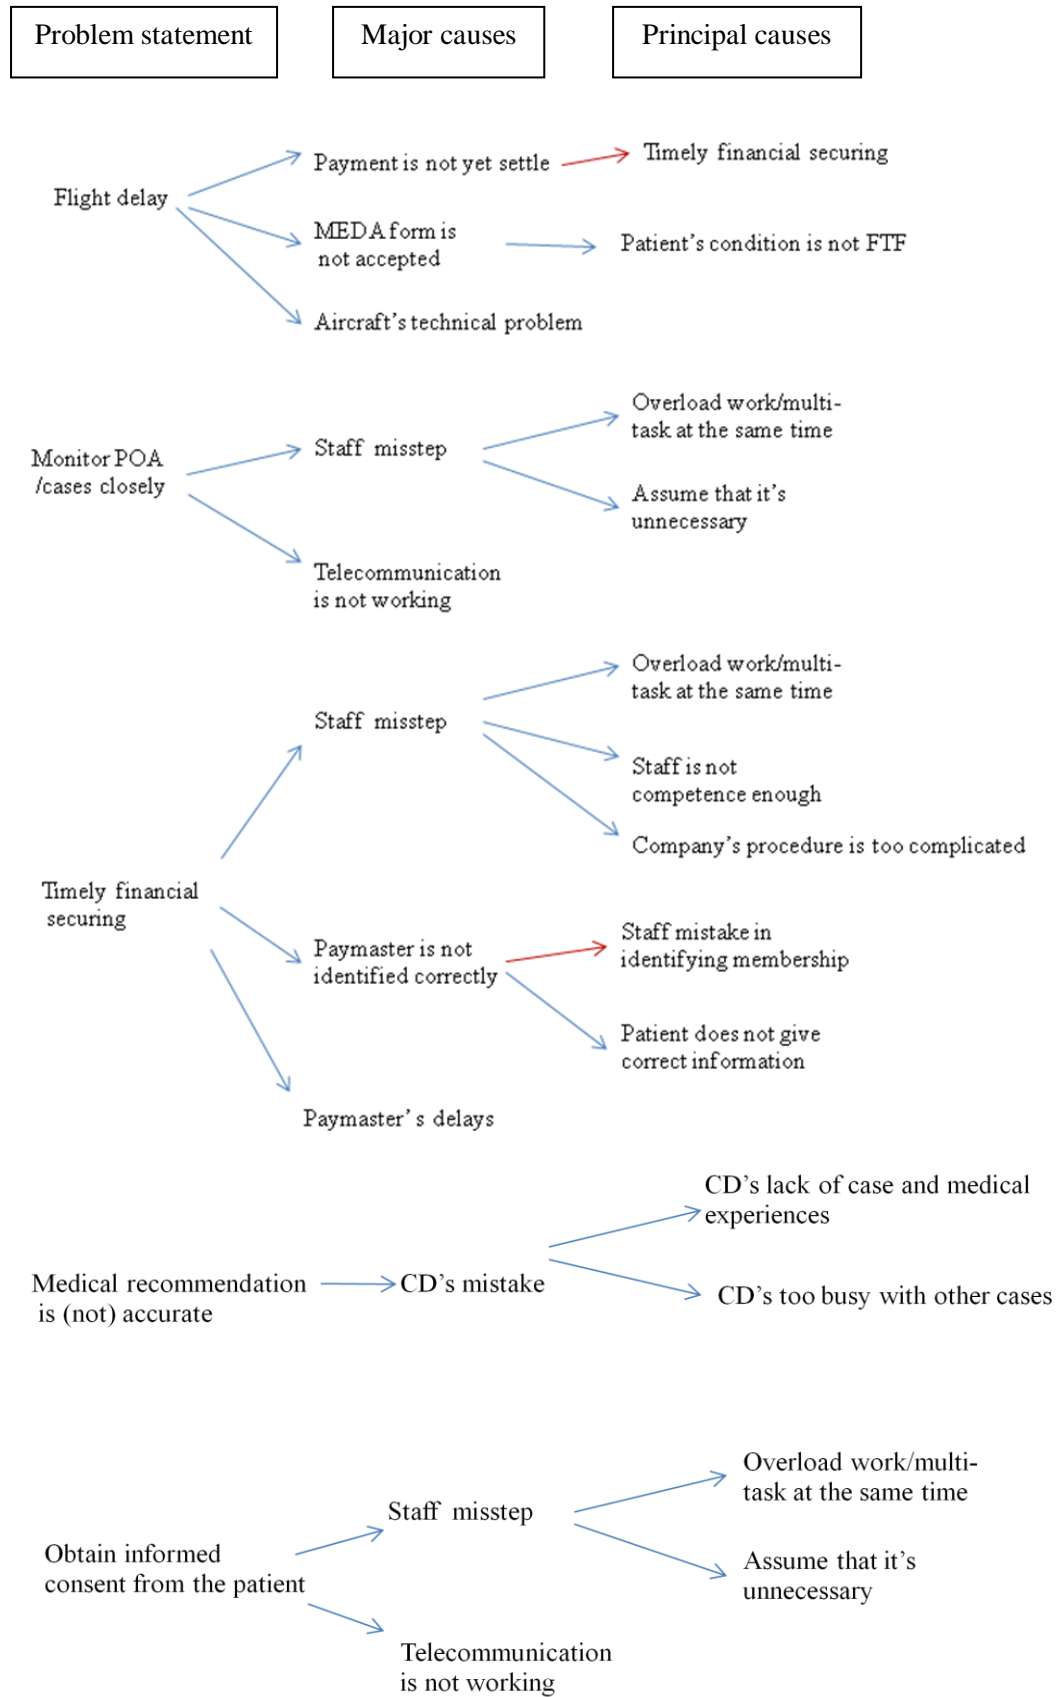 Problem statement
Major causes
Principal causes
Flight delay
Payment is not yet settle
Timely financial securing
MEDA form is
not accepted
Patient's condition is not FTF
Aircraft's technical problem
Monitor POA
/cases closely
Staff misstep
Overload work/multi-
task at the same time
Assume that it's
unnecessary
Telecommunication
is not working
Timely financial
securing
Staff misstep
Overload work/multi-
task at the same time
Staff is not
competence enough
Company's procedure is too complicated
Paymaster is not
identified correctly
Staff mistake in
identifying membership
Patient does not give
correct information
Paymaster's delays
Medical recommendation
is (not) accurate
CD's mistake
CD's lack of case and medical
experiences
CD's too busy with other cases
Obtain informed
consent from the patient
Staff misstep
Overload work/multi-
task at the same time
Assume that it's
unnecessary
Telecommunication
is not working